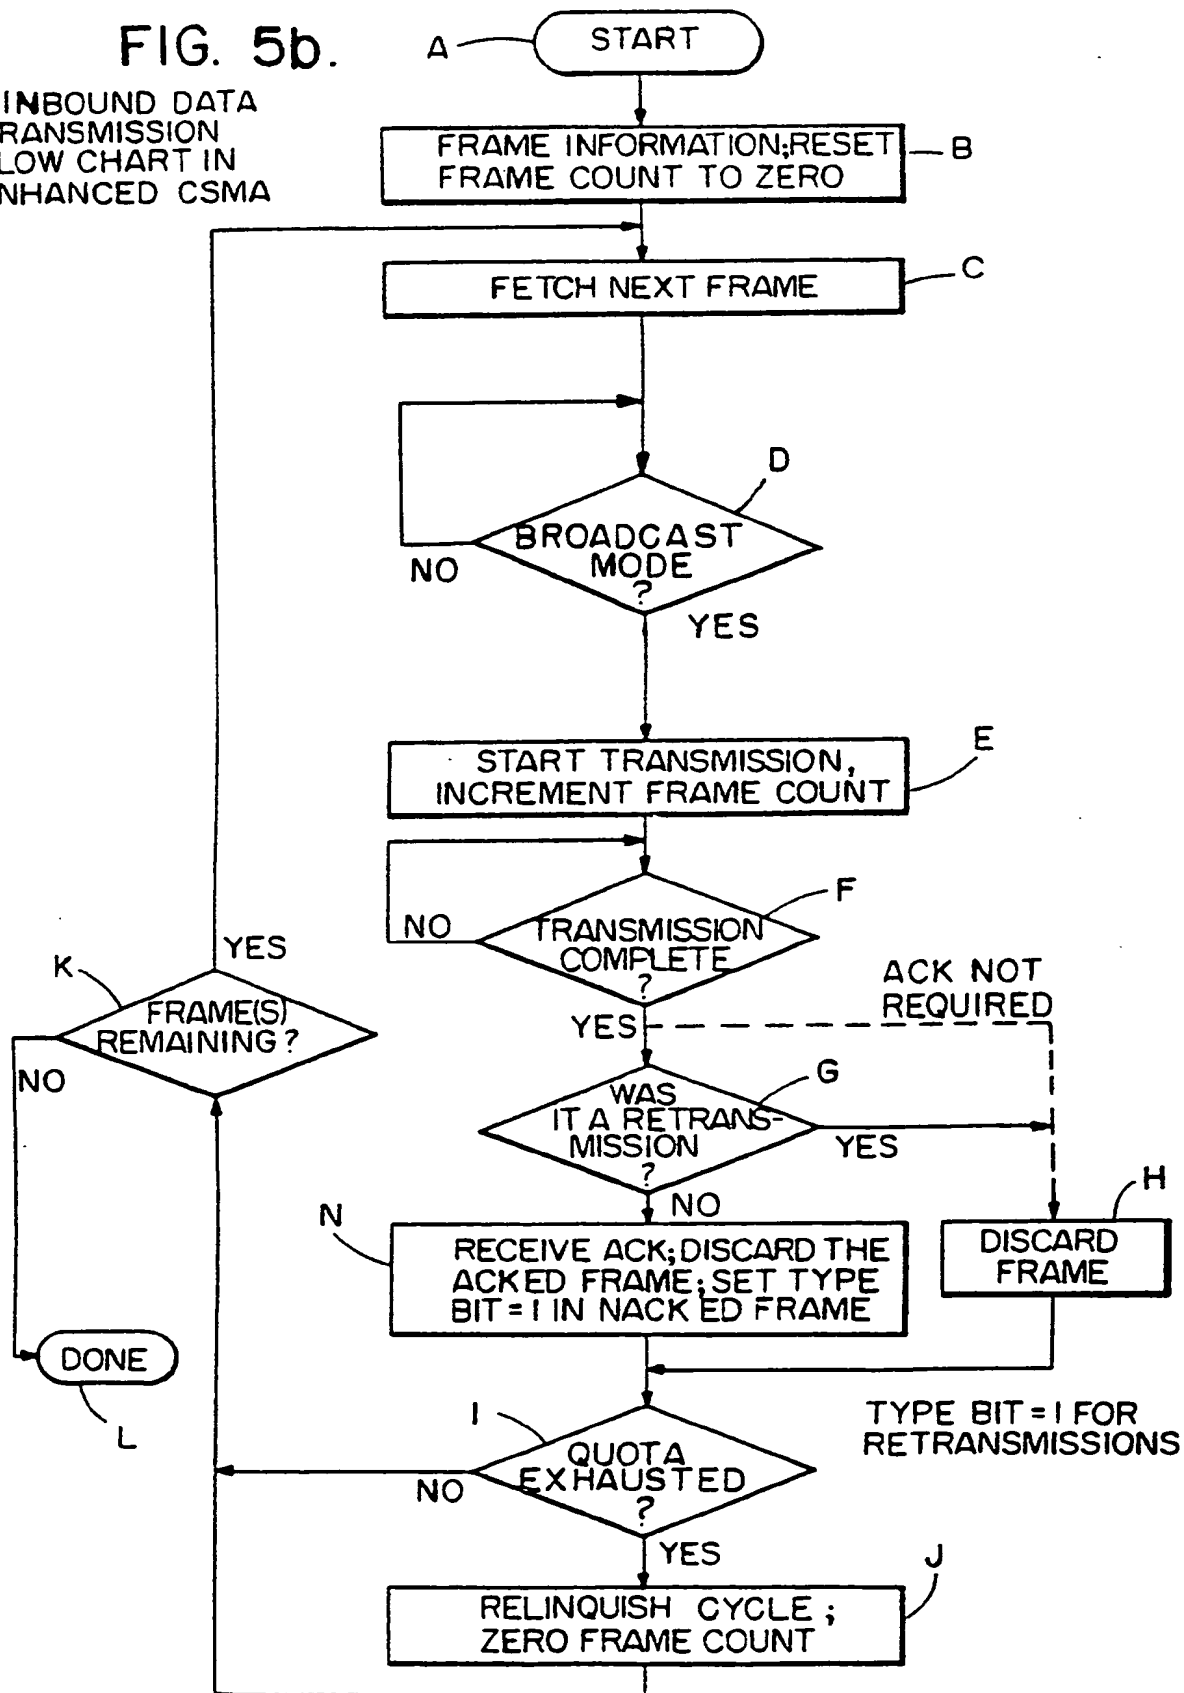 FIG. 5b.
INBOUND DATA
RANSMISSION
LOW CHART IN
NHANCED CSMA
A
START
FRAME INFORMATION;RESET
FRAME COUNT TO ZERO
B
FETCH NEXT FRAME
C
D
BROADCAST
MODE
?
NO
YES
START TRANSMISSION,
INCREMENT FRAME COUNT
E
F
TRANSMISSION
COMPLETE
?
NO
YES
ACK NOT
REQUIRED
K
YES
FRAME(S)
REMAINING?
NO
G
WAS
IT A RETRANS-
MISSION
?
YES
NO
N
RECEIVE ACK;DISCARD THE
ACKED FRAME;SET TYPE
BIT=1 IN NACKED FRAME
H
DISCARD
FRAME
DONE
L
I
QUOTA
EXHAUSTED
?
NO
YES
TYPE BIT=1 FOR
RETRANSMISSIONS
J
RELINQUISH CYCLE;
ZERO FRAME COUNT